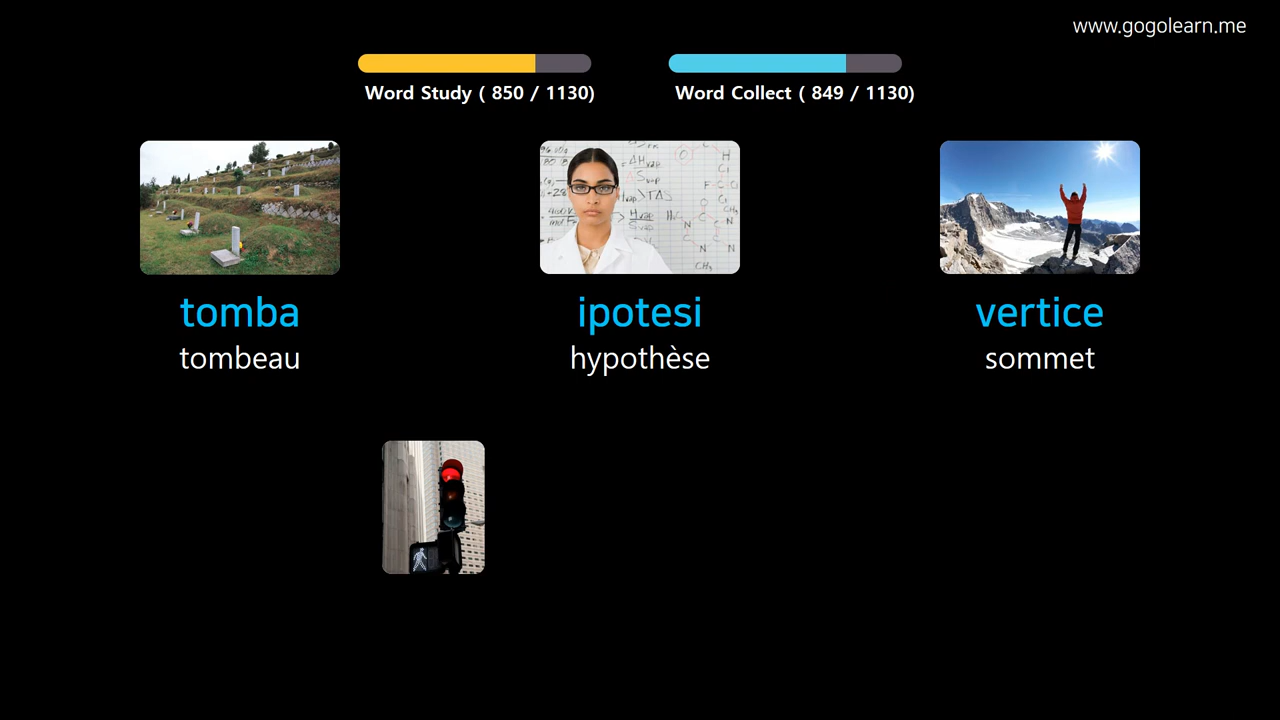 www.gogolearn.me
Word Study ( 850 / 1130)
Word Collect ( 849 / 1130)
tomba
tombeau
ipotesi
hypothèse
vertice
sommet